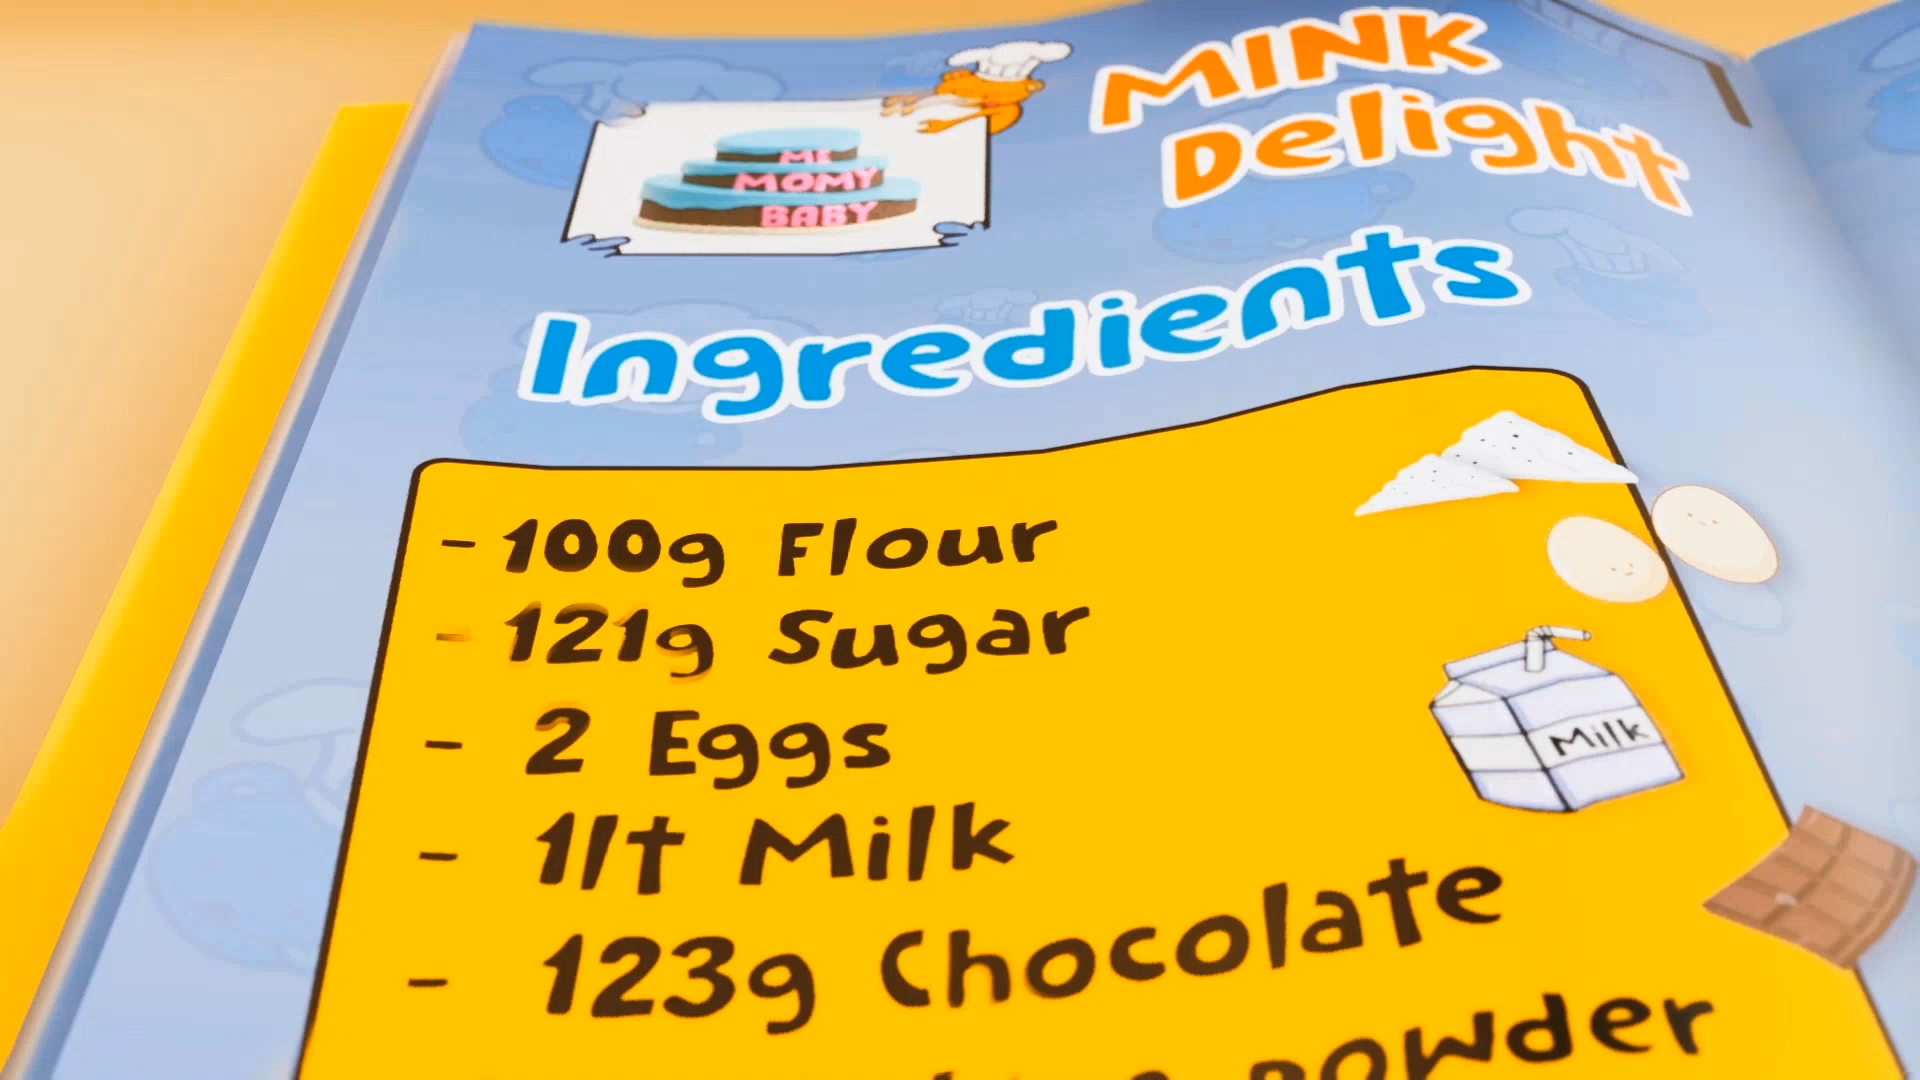 MINK
Delight
ME
MOMY
BABY
Ingredients
- 100g Flour
- 121g Sugar
- 2 Eggs
- 1lt Milk
Milk
- 123g Chocolate
powder